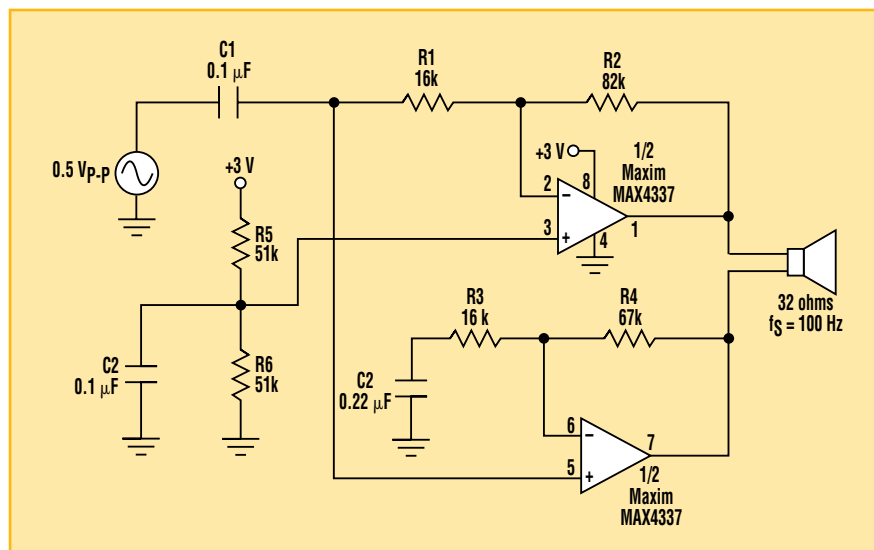 C1
0.1 μF
R1
16k
R2
82k
0.5 VP-P
+3 V
R5
51k
+3 V
1/2
Maxim
MAX4337
2
8
3
4
1
–
+
C2
0.1 μF
R6
51k
R3
16 k
R4
67k
32 ohms
fS = 100 Hz
C2
0.22 μF
6
7
5
–
+
1/2
Maxim
MAX4337